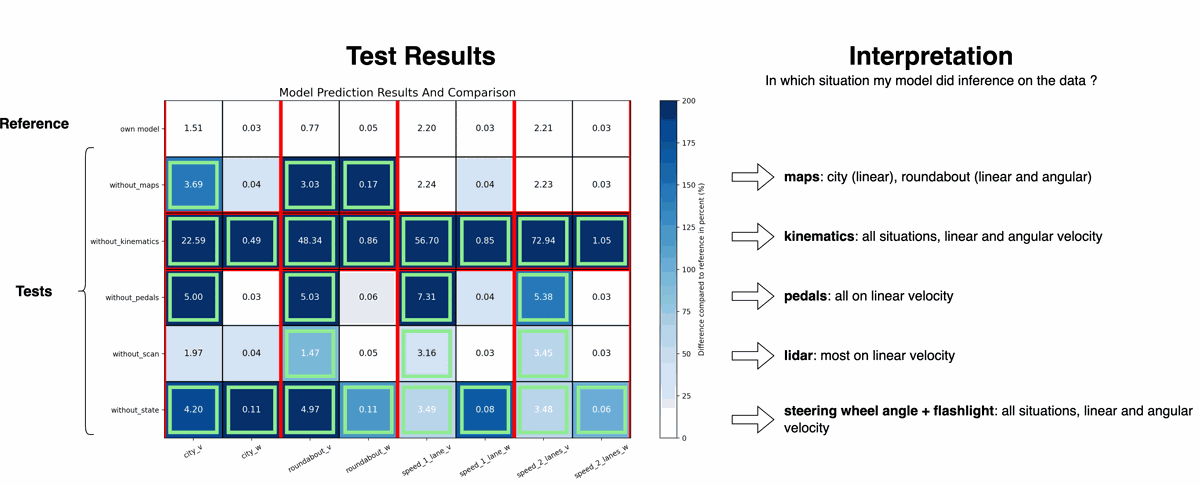 Test Results
Interpretation
In which situation my model did inference on the data ?
Model Prediction Results And Comparison
Reference
Tests
own model 1.51 0.03 0.77 0.05 2.20 0.03 2.21 0.03
without_maps 3.69 0.04 3.03 0.17 2.24 0.04 2.23 0.03
without_kinematics 22.59 0.49 48.34 0.86 56.70 0.85 72.94 1.05
without_pedals 5.00 0.03 5.03 0.06 7.31 0.04 5.38 0.03
without_scan 1.97 0.04 1.47 0.05 3.16 0.03 3.45 0.03
without_state 4.20 0.11 4.97 0.11 3.49 0.08 3.48 0.06
city_v city_w roundabout_v roundabout_w speed_1_lane_v speed_1_lane_w speed_2_lanes_v speed_2_lanes_w
200
175
150
125
100
75
50
25
0
Difference compared to reference in percent (%)
maps: city (linear), roundabout (linear and angular)
kinematics: all situations, linear and angular velocity
pedals: all on linear velocity
lidar: most on linear velocity
steering wheel angle + flashlight: all situations, linear and angular
velocity